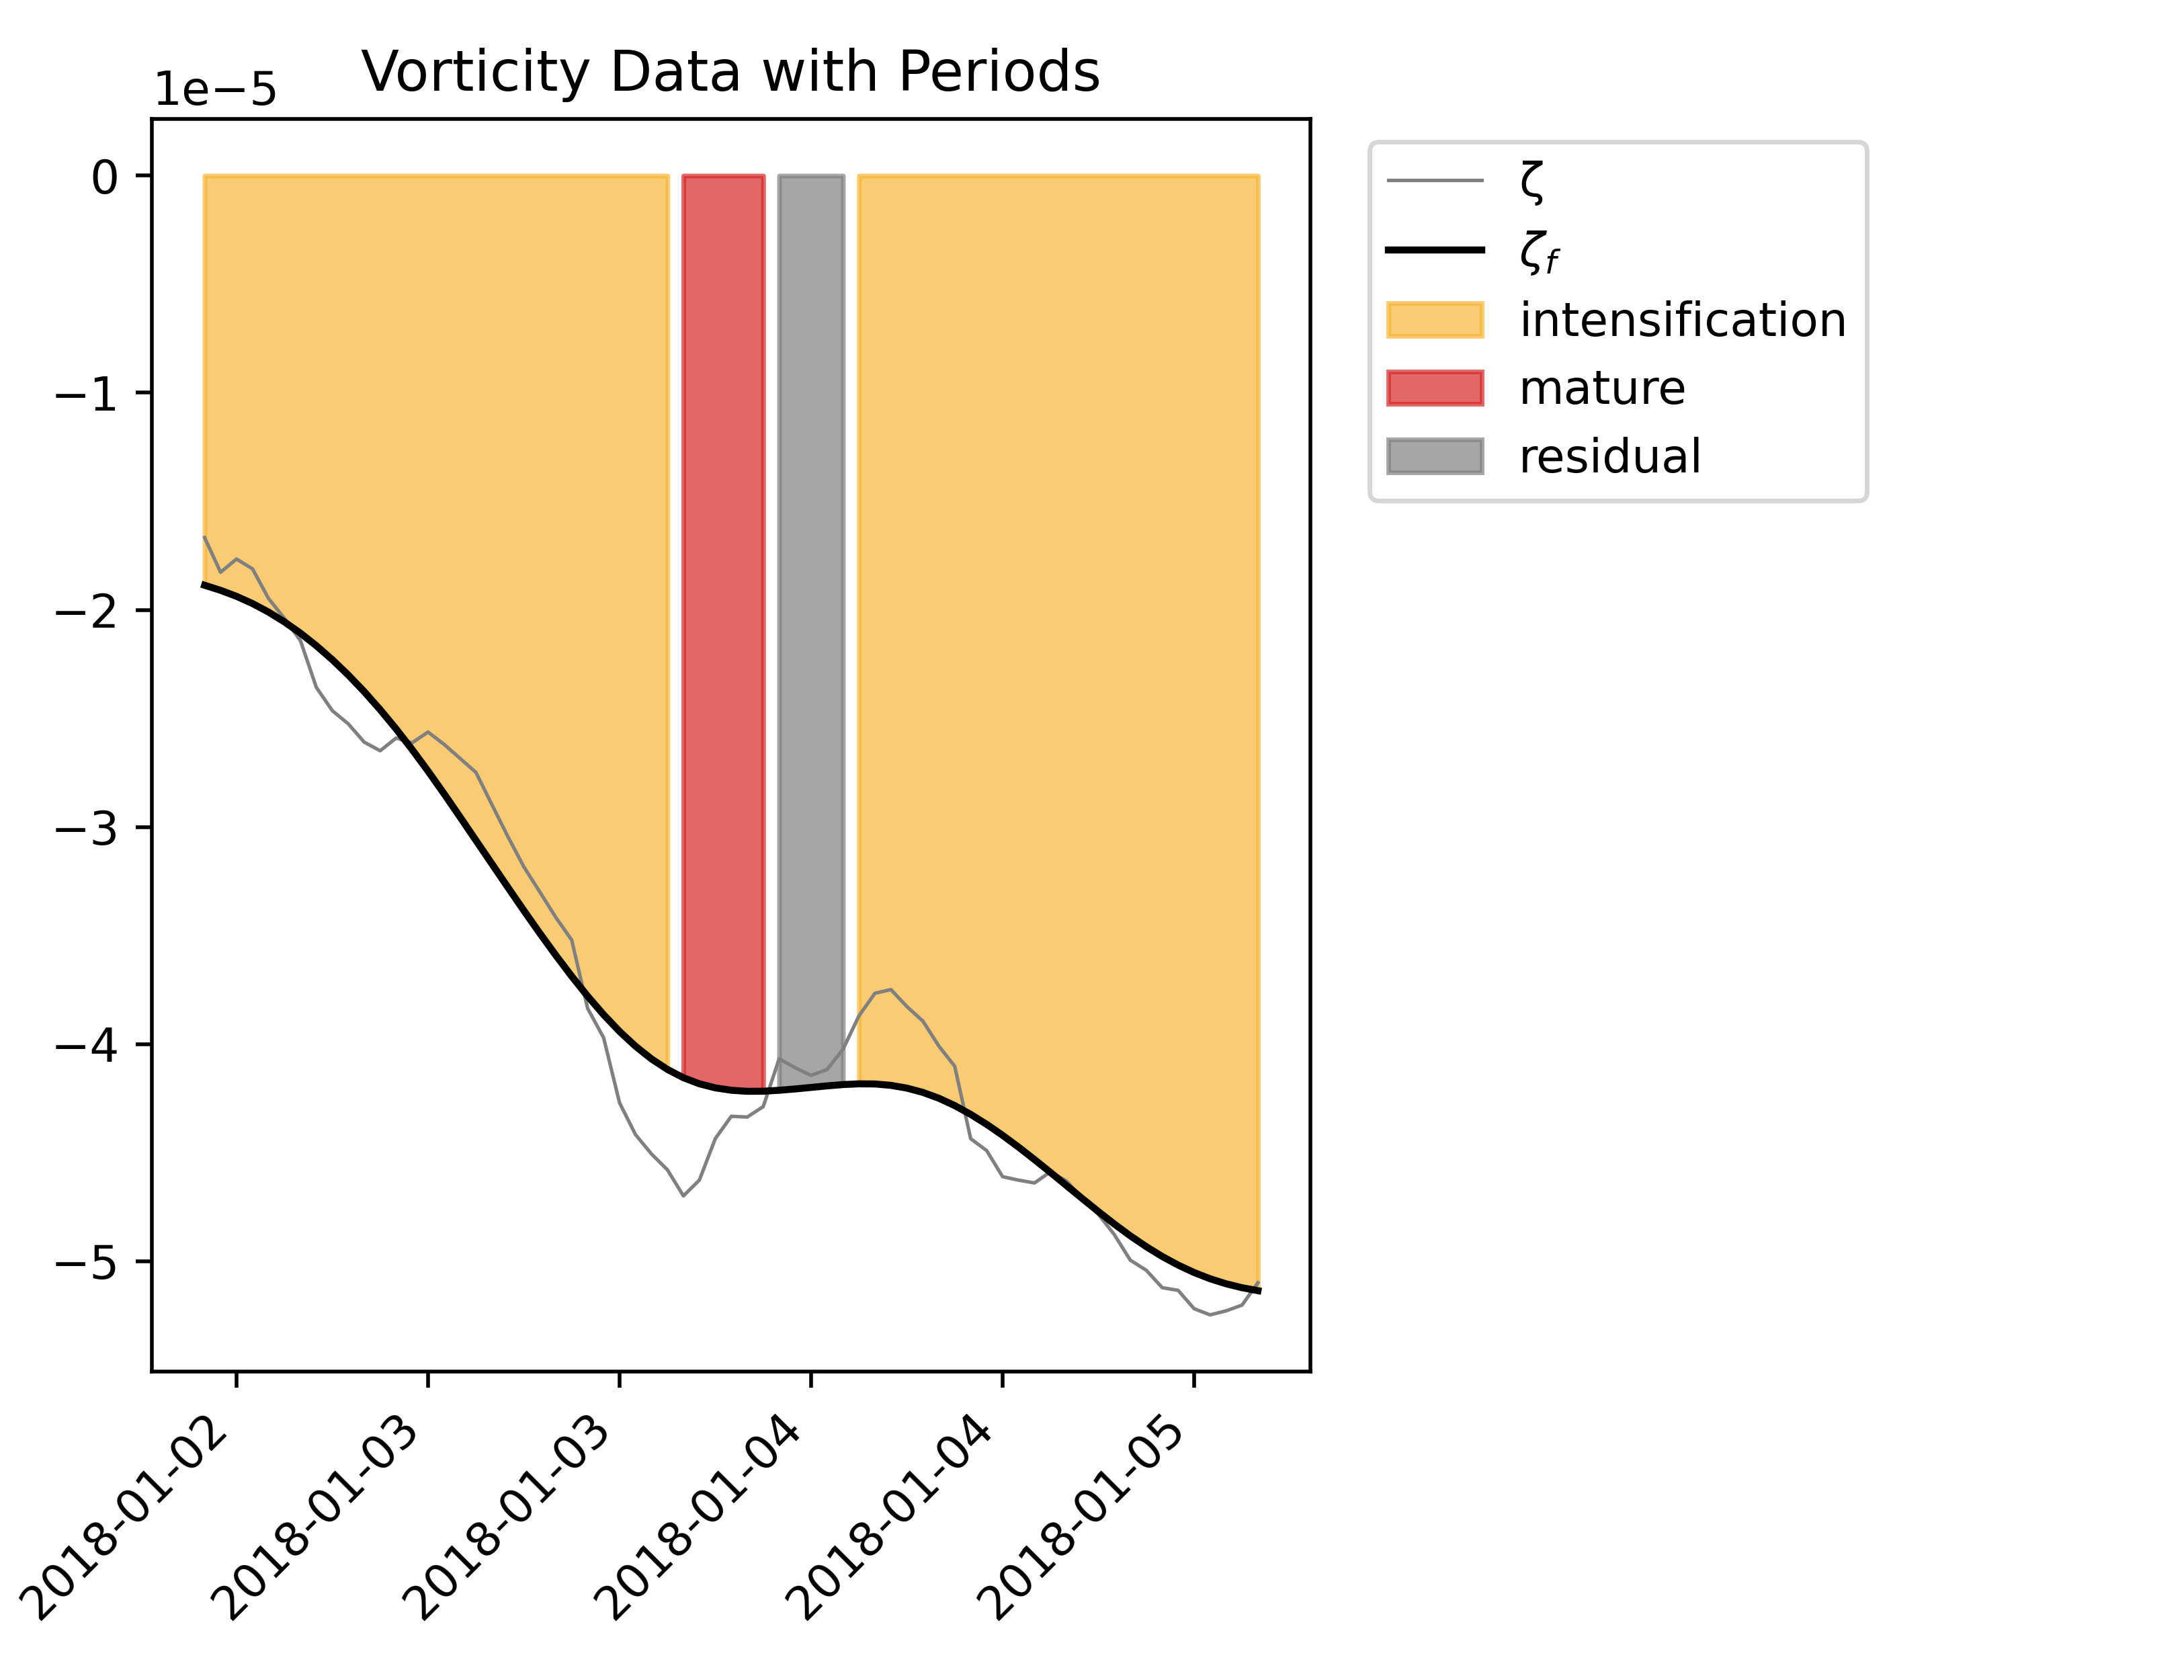 Vorticity Data with Periods
1e−5
0
−1
−2
−3
−4
−5
2018-01-02
2018-01-03
2018-01-03
2018-01-04
2018-01-04
2018-01-05
ζ
ζf
intensification
mature
residual